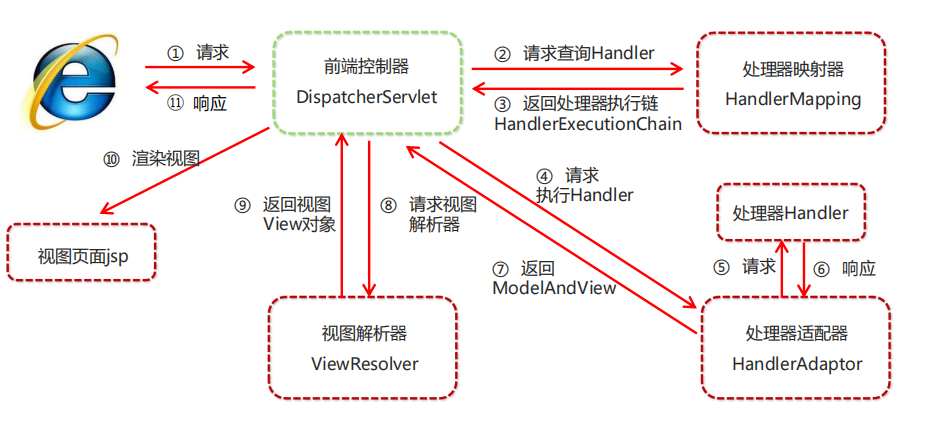 ① 请求
⑪ 响应
前端控制器
DispatcherServlet
② 请求查询Handler
③ 返回处理器执行链
HandlerExecutionChain
处理器映射器
HandlerMapping
⑩ 渲染视图
视图页面jsp
⑨ 返回视图
View对象
⑧ 请求视图
解析器
④ 请求
执行Handler
⑦ 返回
ModelAndView
处理器Handler
⑤ 请求
⑥ 响应
视图解析器
ViewResolver
处理器适配器
HandlerAdaptor